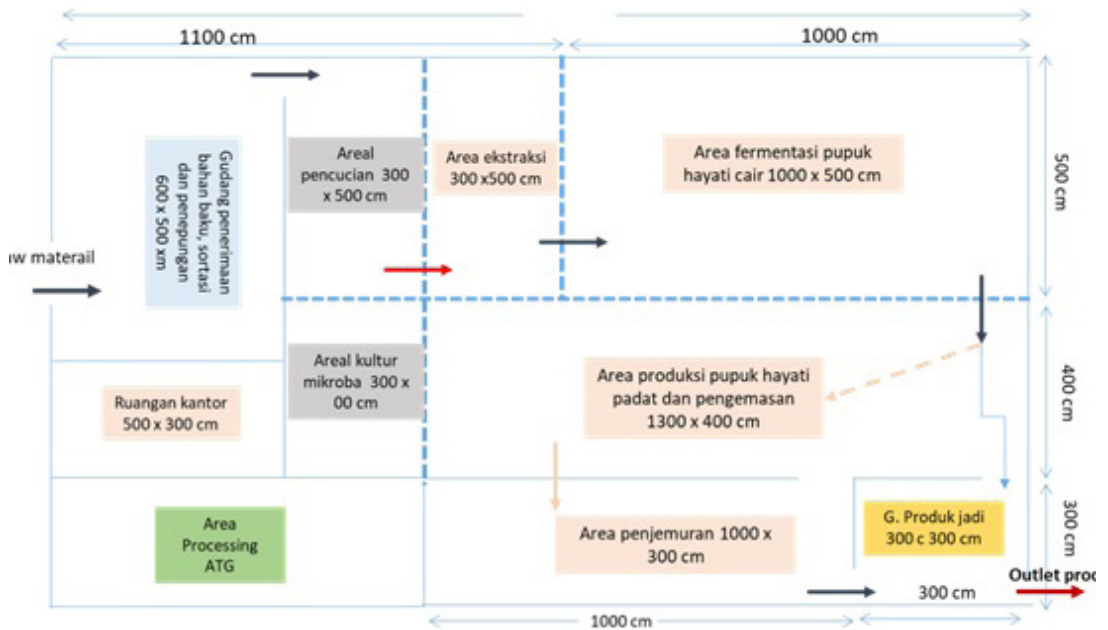 1100 cm
1000 cm
Gudang penerimaan
bahan baku, sortasi
dan penepungan
600 x 500 xm
Areal
pencucian 300
x 500 cm
Area ekstraksi
300 x500 cm
Area fermentasi pupuk
hayati cair 1000 x 500 cm
500 cm
aw materail
Areal kultur
mikroba 300 x
00 cm
Area produksi pupuk hayati
padat dan pengemasan
1300 x 400 cm
400 cm
Ruangan kantor
500 x 300 cm
Area
Processing
ATG
Area penjemuran 1000 x
300 cm
G. Produk jadi
300 c 300 cm
300 cm
Outlet prod
300 cm
1000 cm